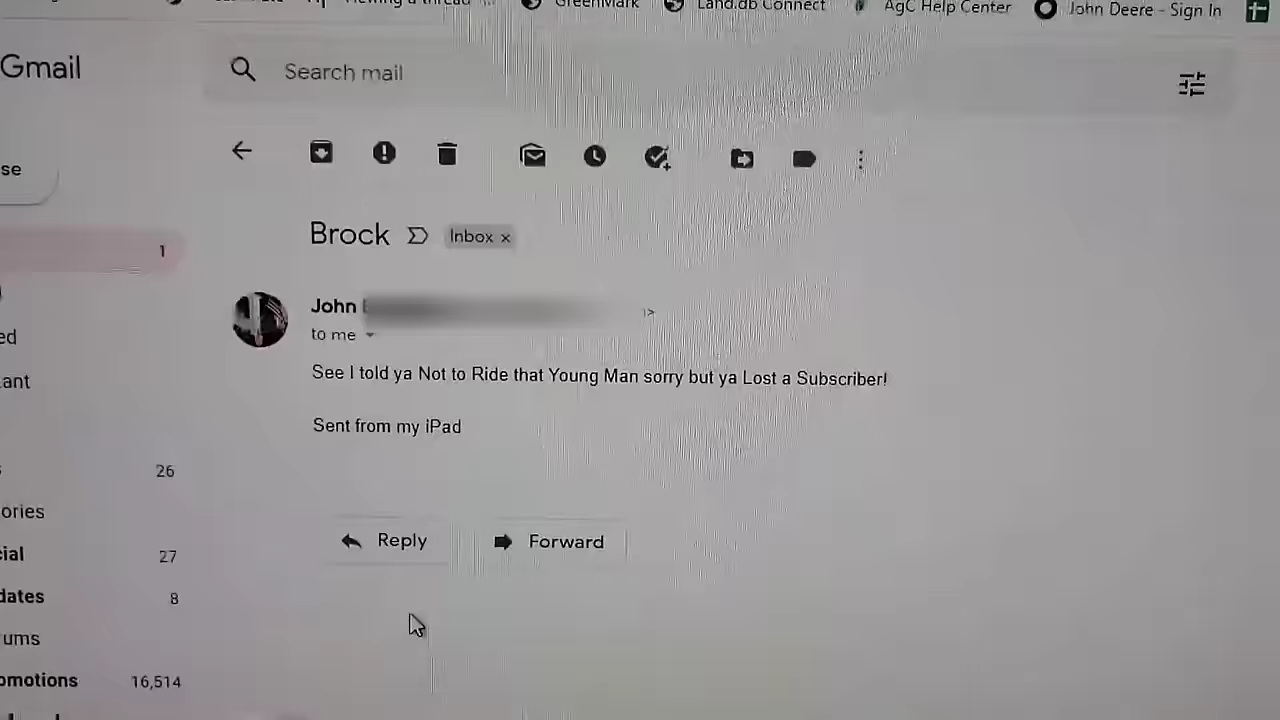 GreenMark Land.db Connect AgC Help Center John Deere - Sign In
Gmail
Search mail
se
Brock Inbox x
1
John
to me
ed
See I told ya Not to Ride that Young Man sorry but ya Lost a Subscriber!
ant
Sent from my iPad
26
ories
Reply Forward
cial 27
dates 8
ums
omotions 16,514